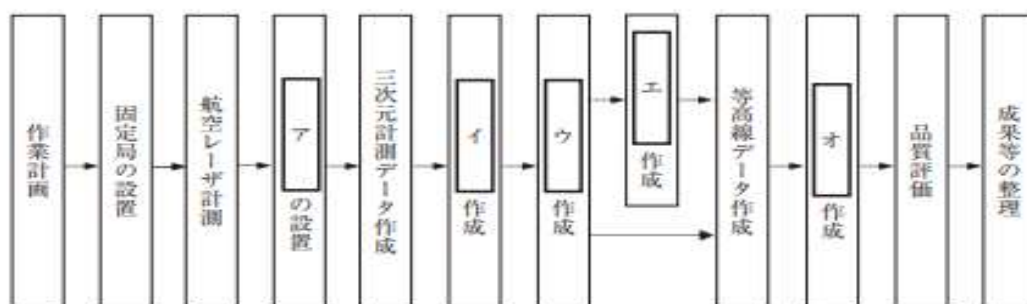 作業計画
固定局の設置
航空レーザ計測
アの設置
三次元計測データ作成
イ作成
ウ作成
エ作成
等高線データ作成
オ作成
品質評価
成果等の整理